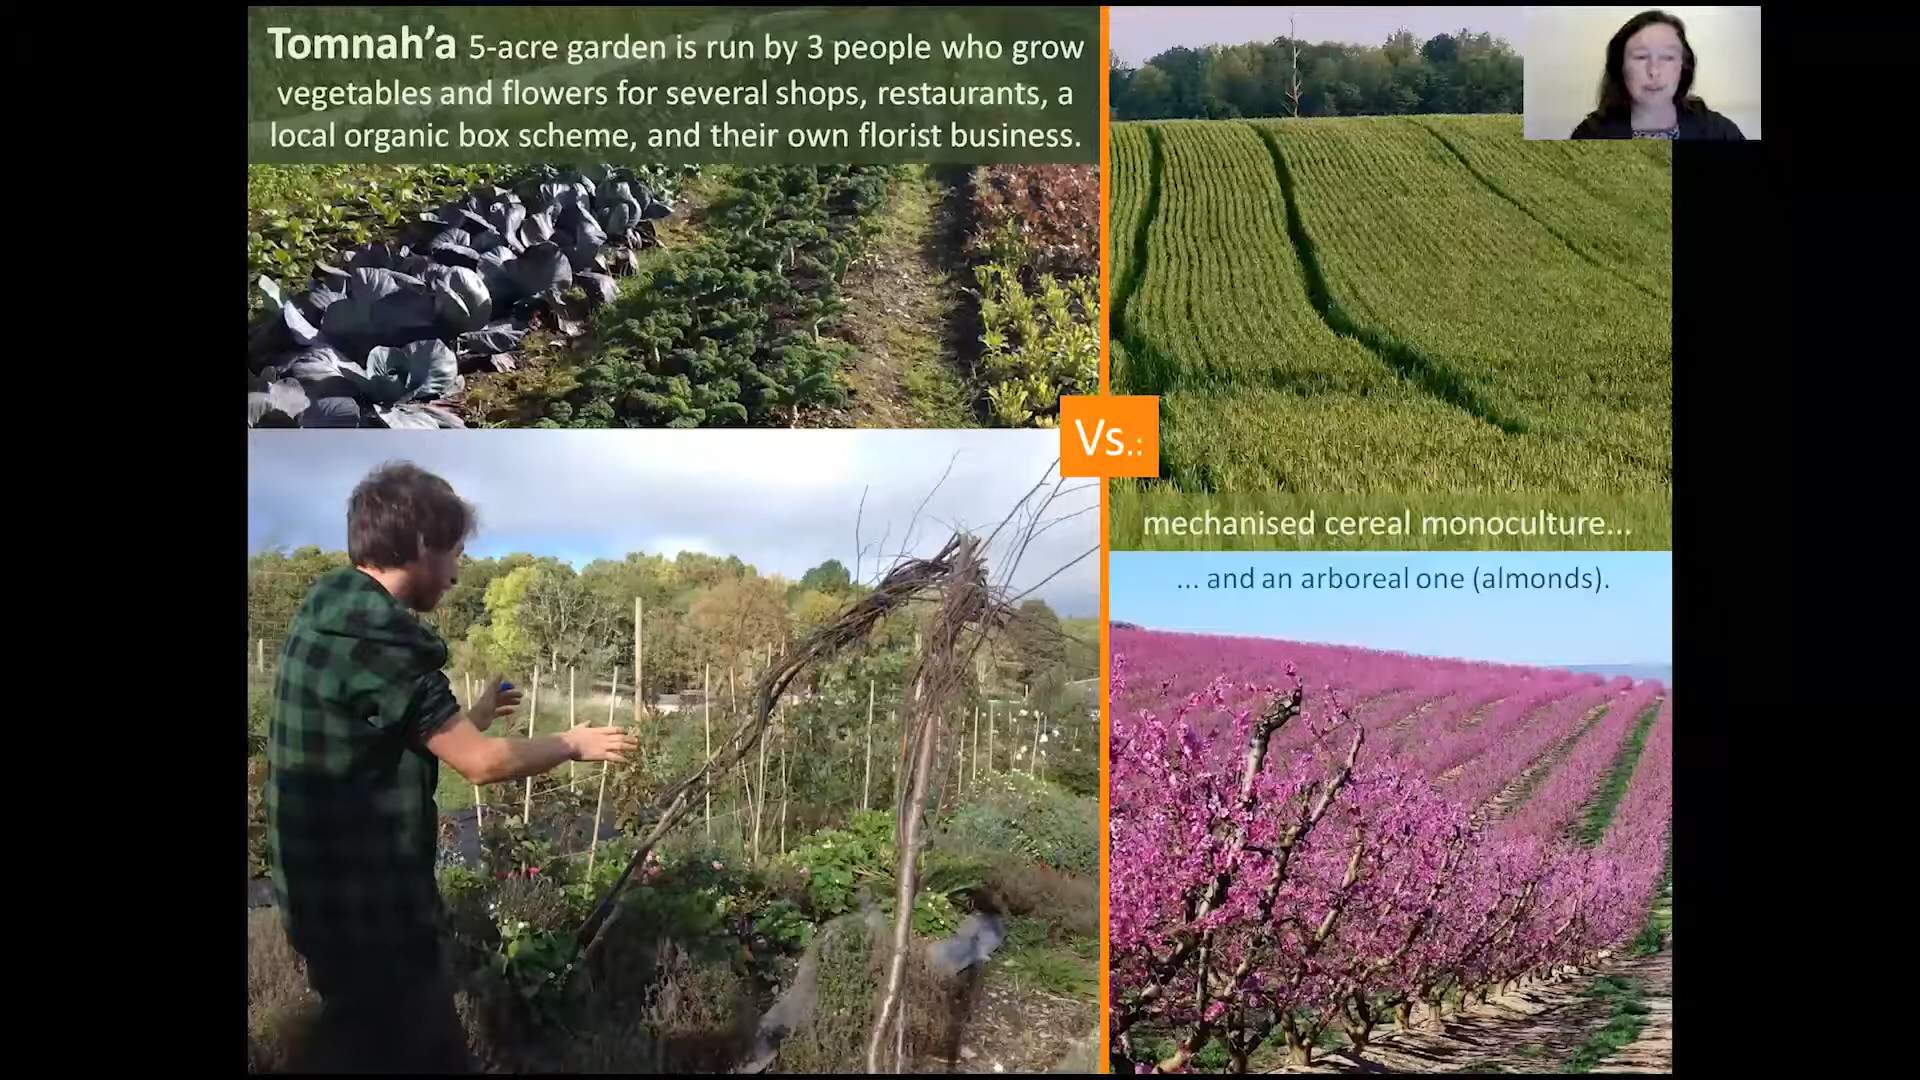 Tomnah’a 5-acre garden is run by 3 people who grow
vegetables and flowers for several shops, restaurants, a
local organic box scheme, and their own florist business.
Vs.:
mechanised cereal monoculture...
... and an arboreal one (almonds).